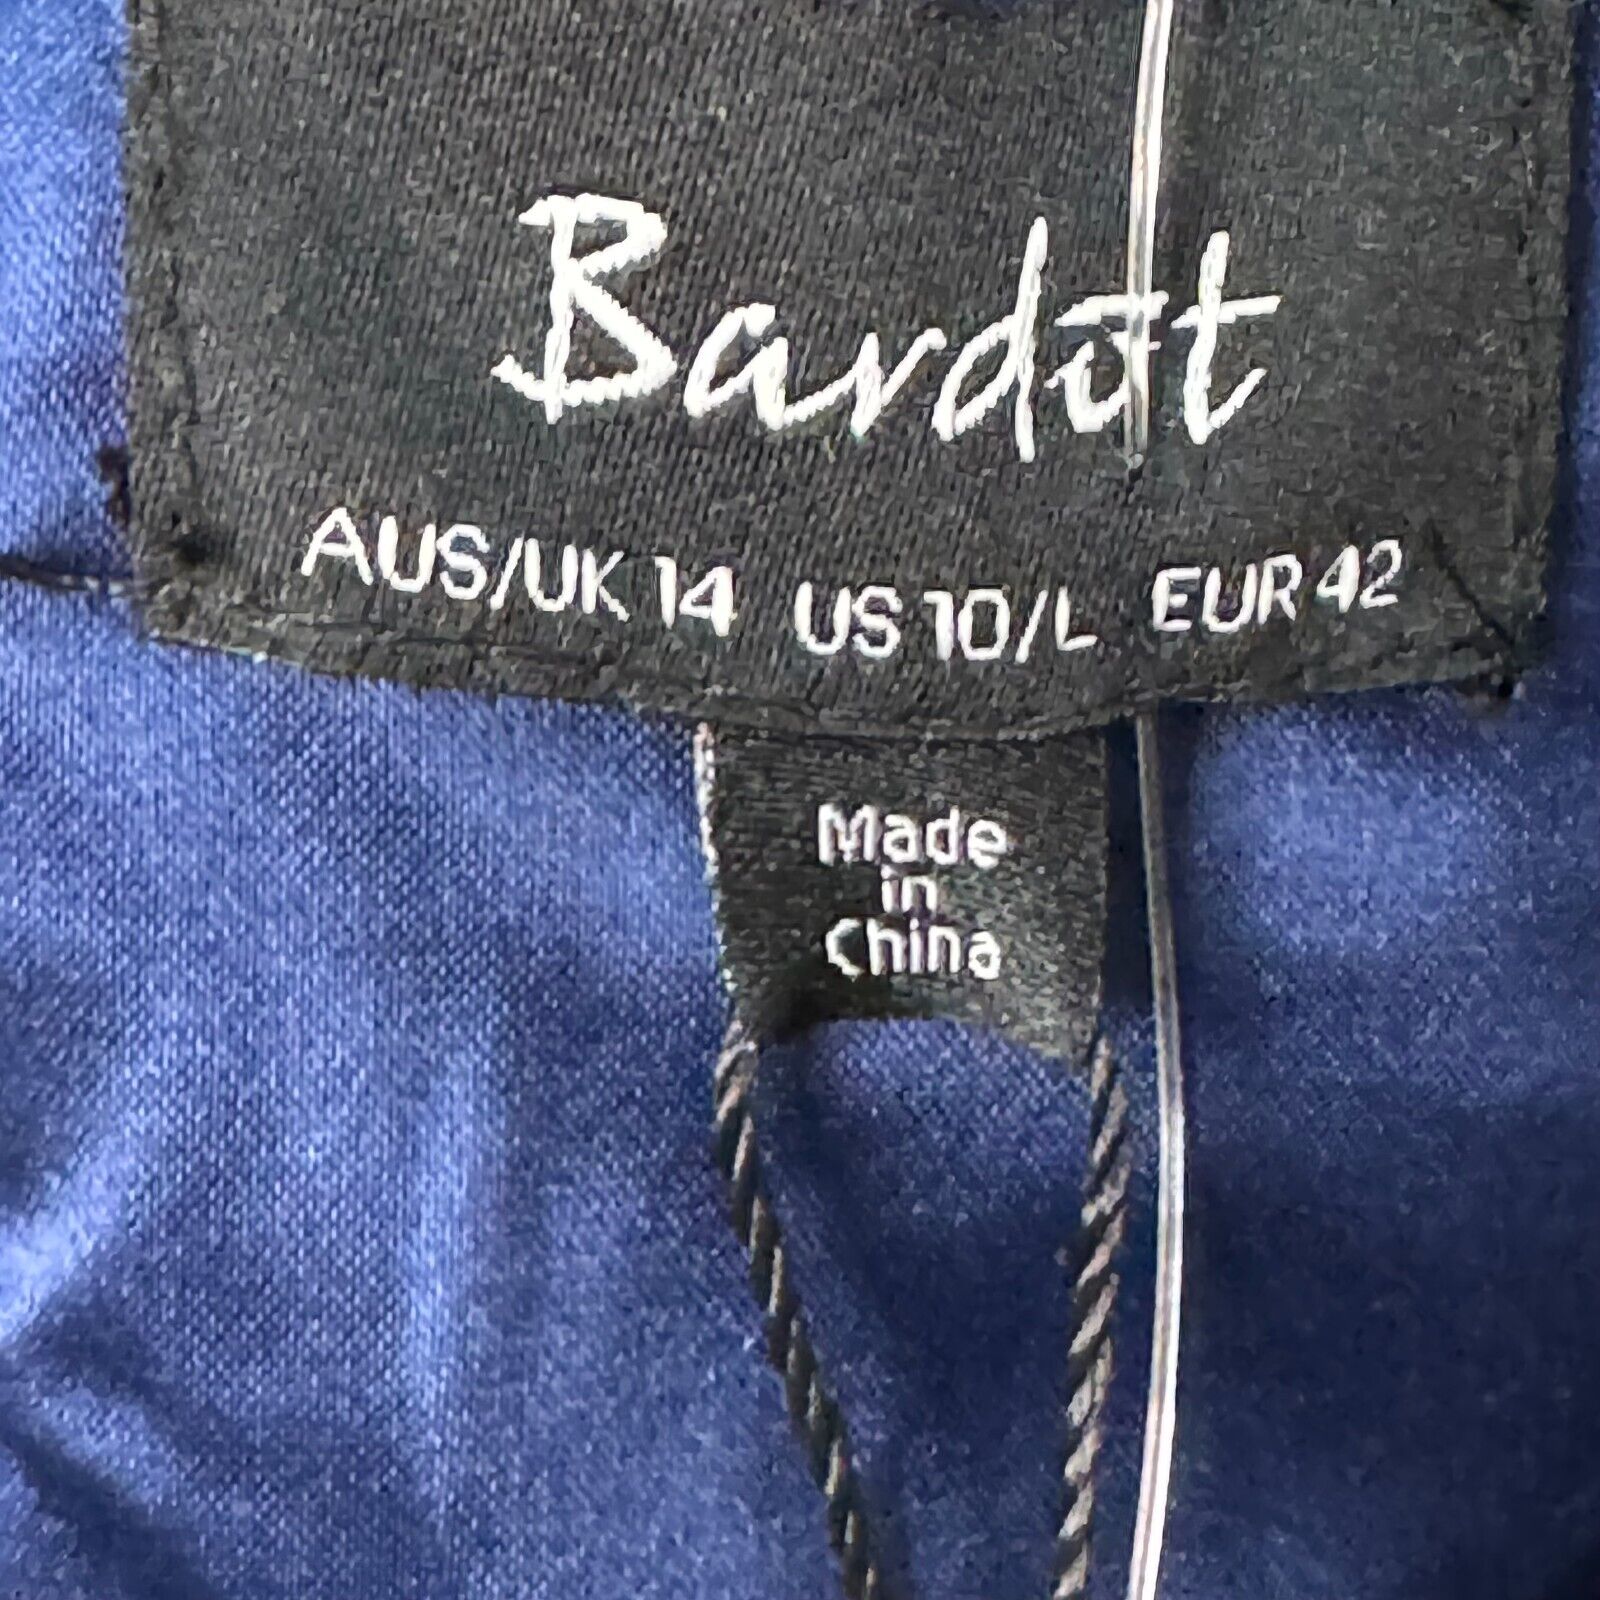 Bardot
AUS/UK 14 US 10/L EUR 42
Made
in
China